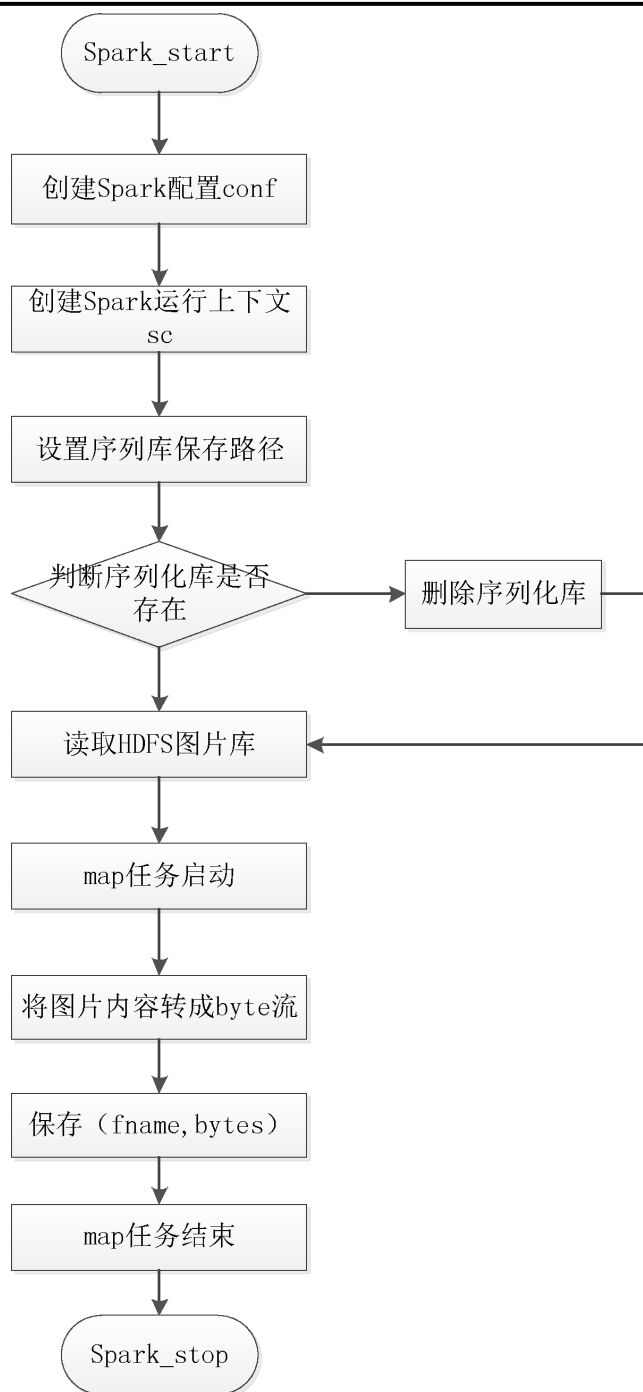 Spark_start
创建Spark配置conf
创建Spark运行上下文
sc
设置序列库保存路径
判断序列化库是否
存在
删除序列化库
读取HDFS图片库
map任务启动
将图片内容转成byte流
保存（fname,bytes）
map任务结束
Spark_stop